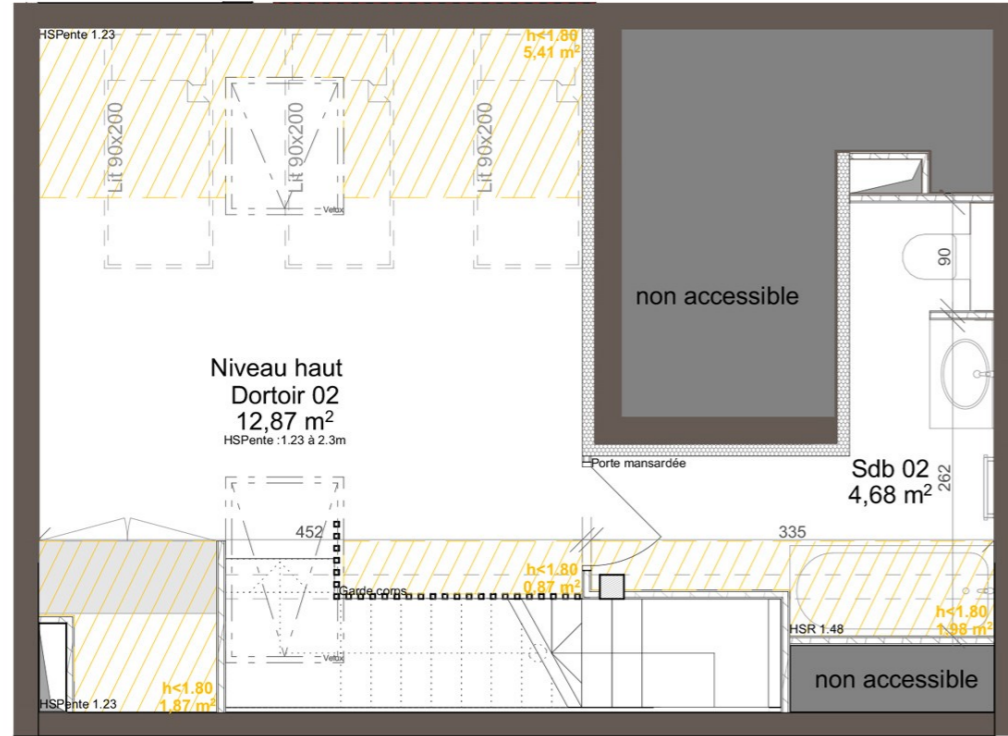 HSPente 1.23
h<1.80
5,41 m²
Lit 90x200
Lit 90x200
Lit 90x200
Velux
non accessible
90
Niveau haut
Dortoir 02
12,87 m²
HSPente :1.23 à 2.3m
Porte mansardée
Sdb 02
4,68 m²
262
452
335
h<1.80
0,87 m²
Garde corps
h<1.80
1,98 m²
HSR 1.48
Velux
non accessible
h<1.80
1,87 m²
HSPente 1.23